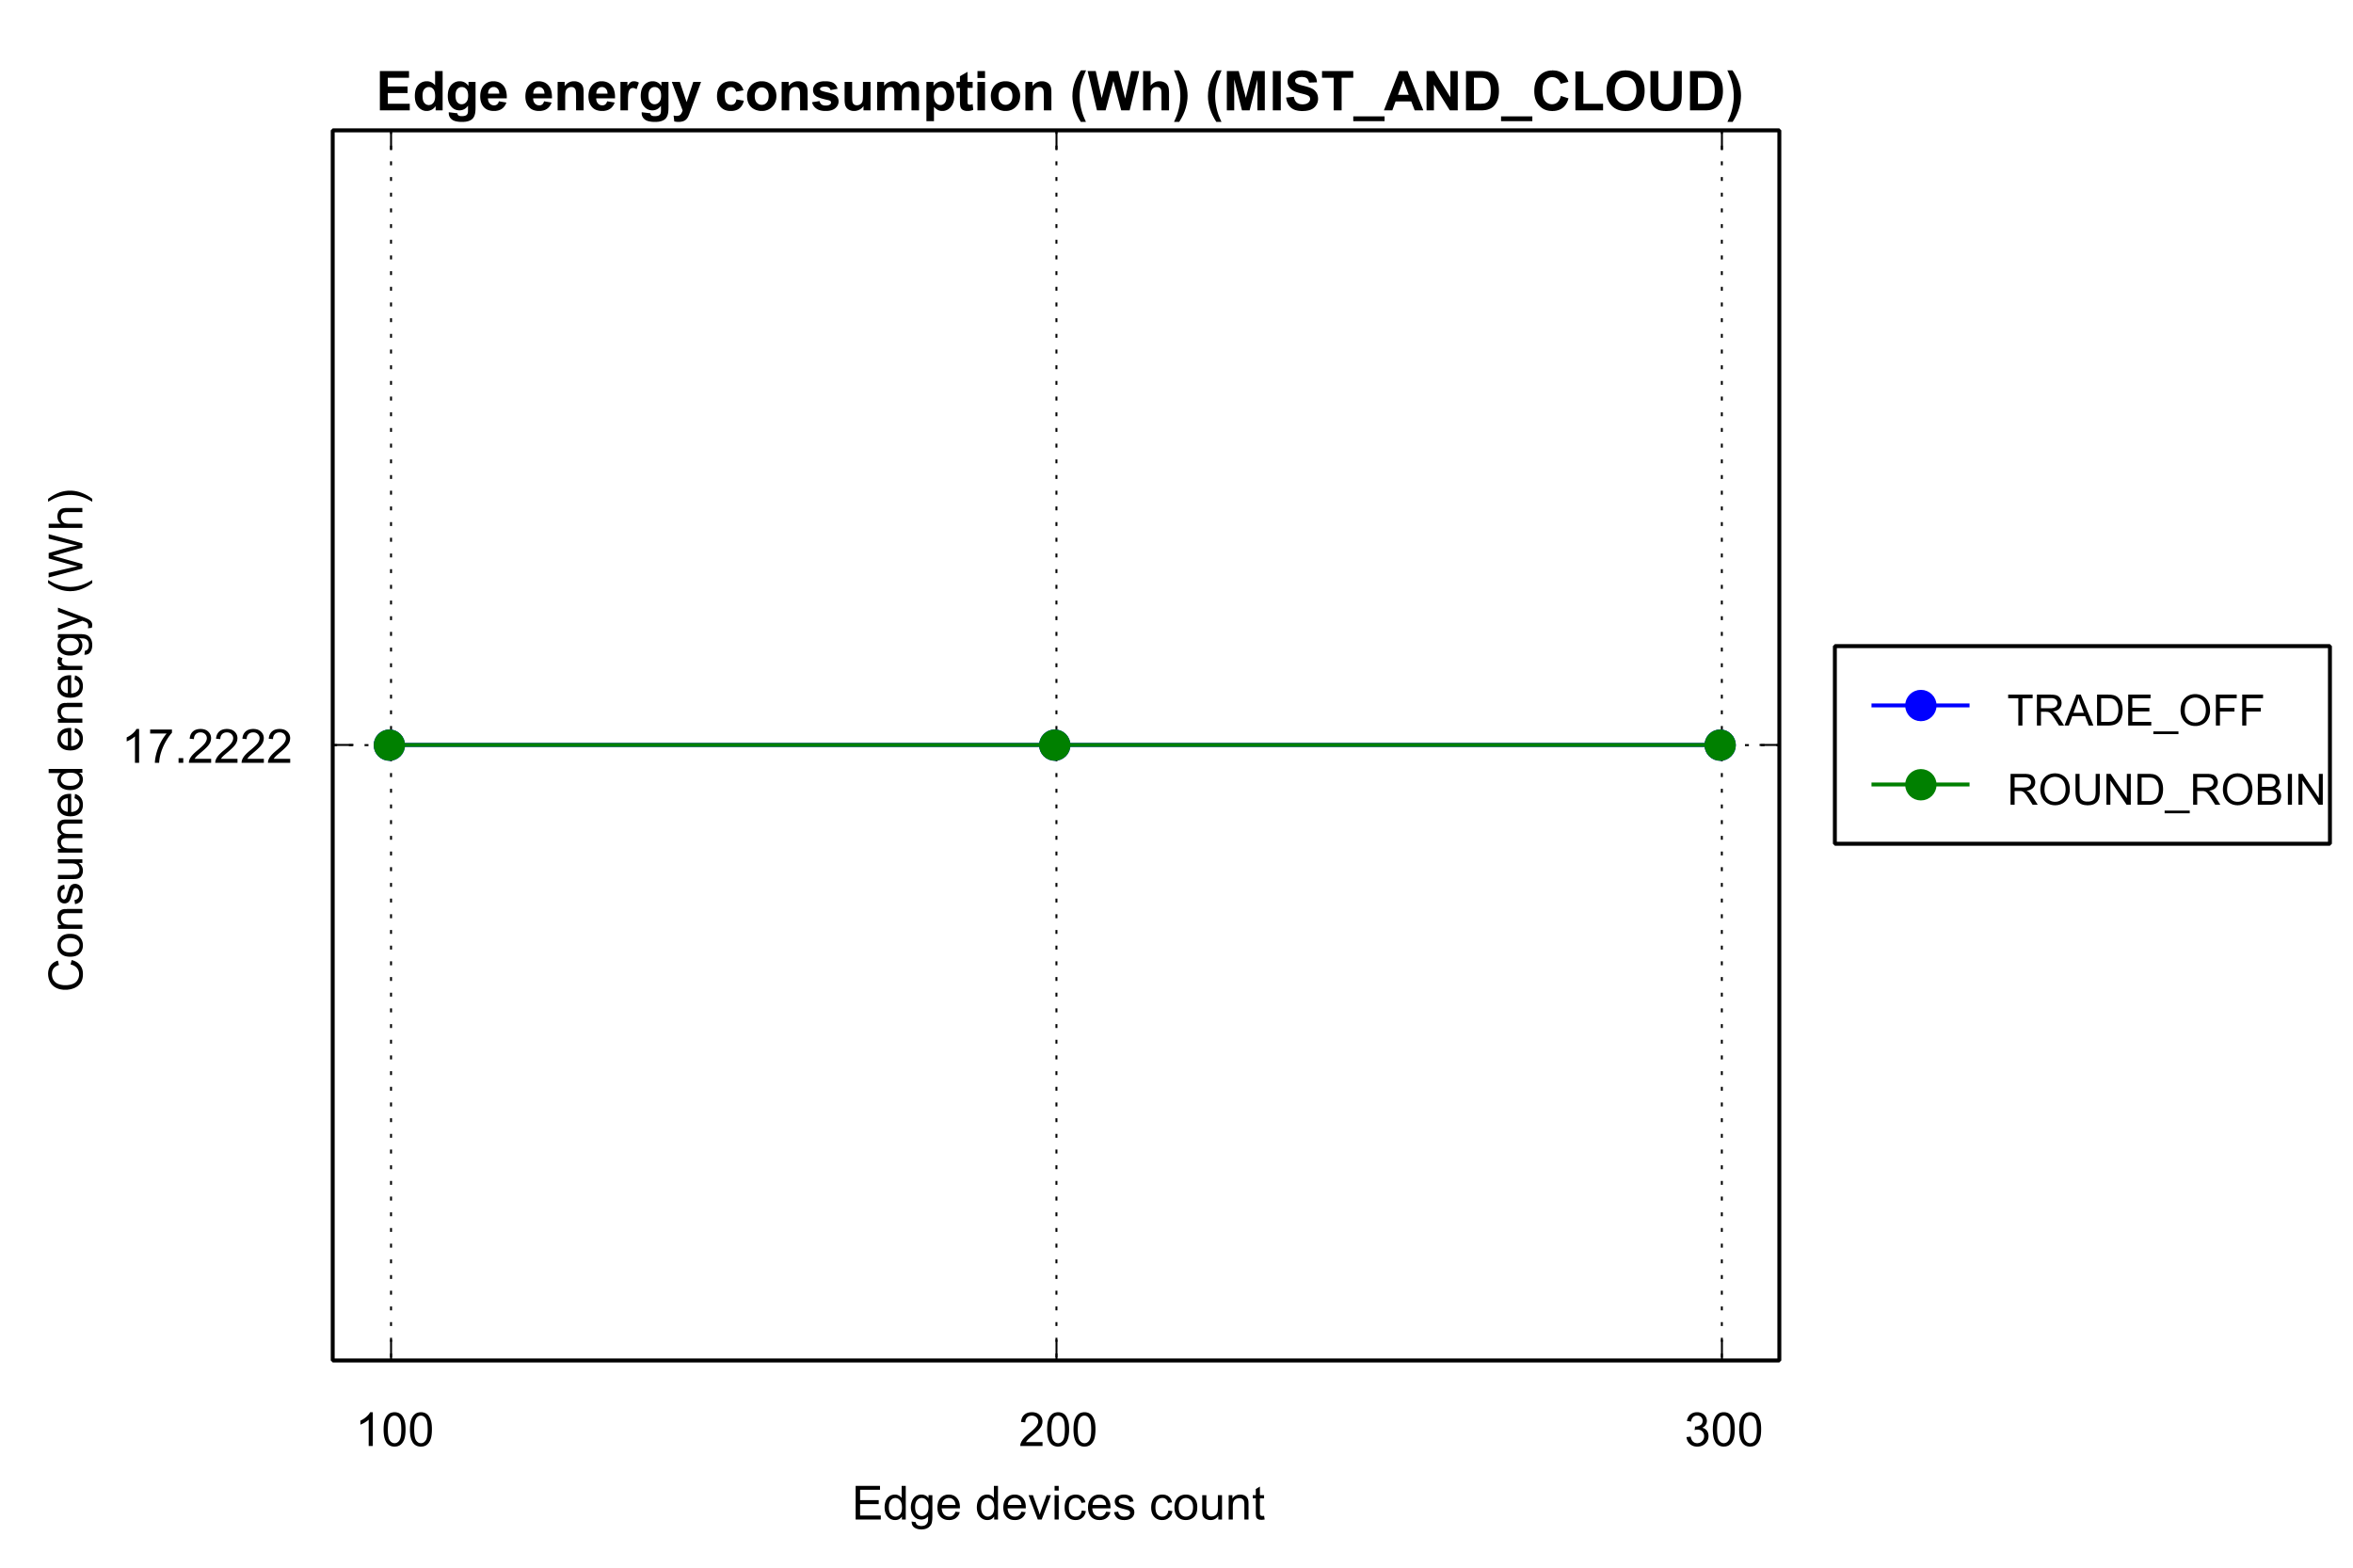 Edge energy consumption (Wh) (MIST_AND_CLOUD)
Consumed energy (Wh)
17.2222
TRADE_OFF
ROUND_ROBIN
100
200
300
Edge devices count